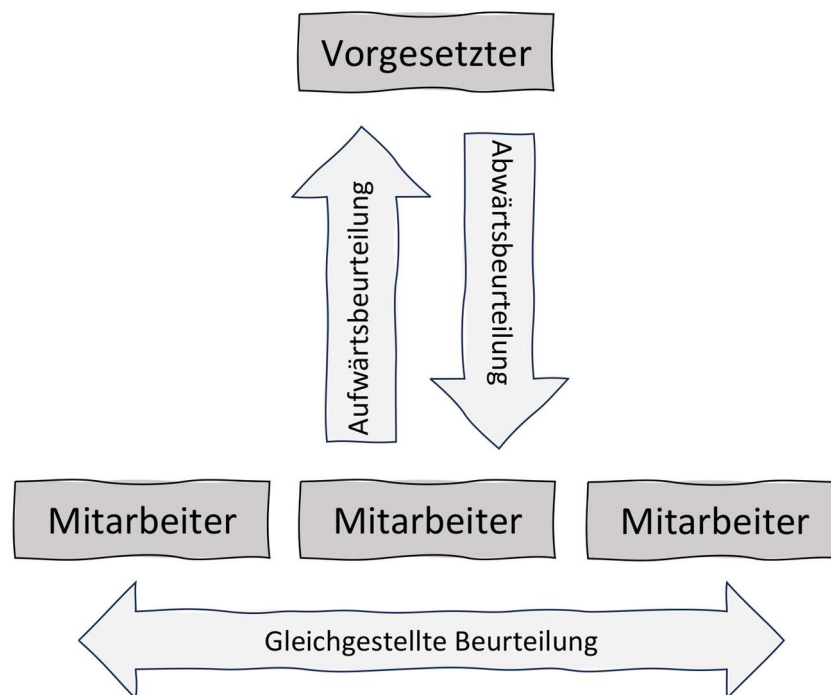 Vorgesetzter
Aufwärtsbeurteilung
Abwärtsbeurteilung
Mitarbeiter
Mitarbeiter
Mitarbeiter
Gleichgestellte Beurteilung